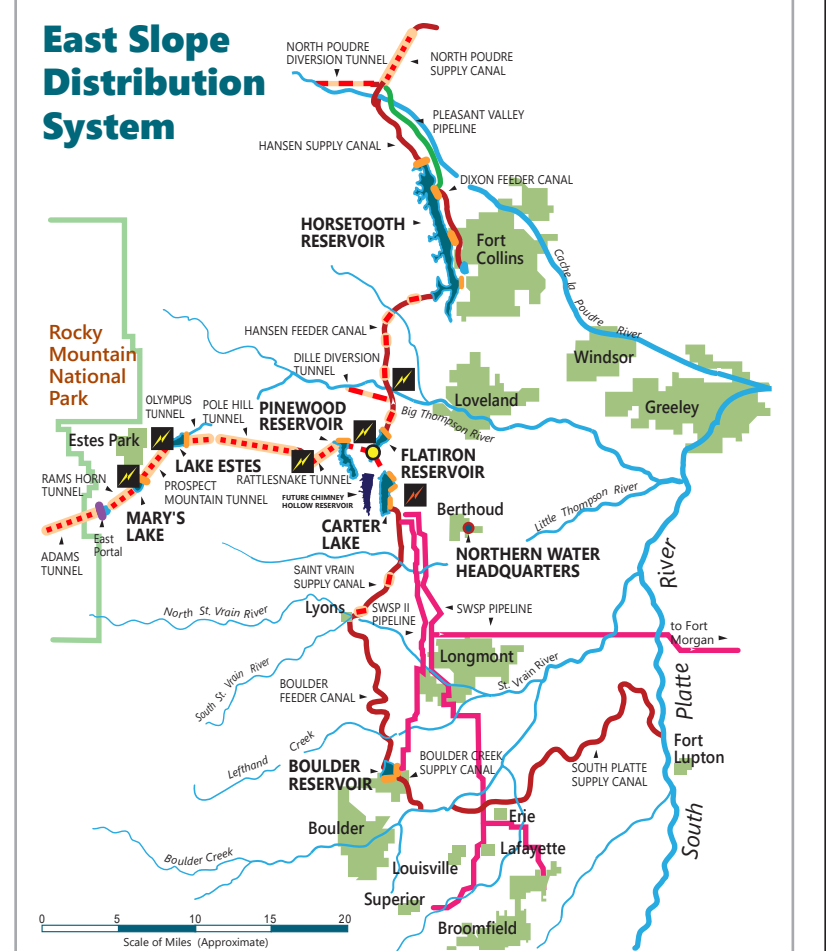 East Slope
Distribution
System
NORTH POUDRE
DIVERSION TUNNEL
NORTH POUDRE
SUPPLY CANAL
PLEASANT VALLEY
PIPELINE
HANSEN SUPPLY CANAL
DIXON FEEDER CANAL
HORSETOOTH
RESERVOIR
Fort
Collins
Cache la Poudre River
Rocky
Mountain
National
Park
HANSEN FEEDER CANAL
Windsor
DILLE DIVERSION
TUNNEL
Loveland
Greeley
OLYMPUS
TUNNEL
POLE HILL
TUNNEL
PINEWOOD
RESERVOIR
Big Thompson River
Estes Park
LAKE ESTES
FLATIRON
RESERVOIR
RAMS HORN
TUNNEL
PROSPECT
MOUNTAIN TUNNEL
RATTLESNAKE TUNNEL
FUTURE CHIMNEY
HOLLOW RESERVOIR
MARY'S
LAKE
CARTER
LAKE
Berthoud
Little Thompson River
East
Portal
ADAMS
TUNNEL
NORTHERN WATER
HEADQUARTERS
SAINT VRAIN
SUPPLY CANAL
North St. Vrain River
Lyons
SWSP II
PIPELINE
SWSP PIPELINE
to Fort
Morgan
Longmont
St. Vrain River
South St. Vrain River
BOULDER
FEEDER CANAL
Lefthand Creek
BOULDER
RESERVOIR
BOULDER CREEK
SUPPLY CANAL
SOUTH PLATTE
SUPPLY CANAL
Fort
Lupton
South Platte River
Boulder
Erie
Boulder Creek
Lafayette
Louisville
Superior
Broomfield
0 5 10 15 20
Scale of Miles (Approximate)